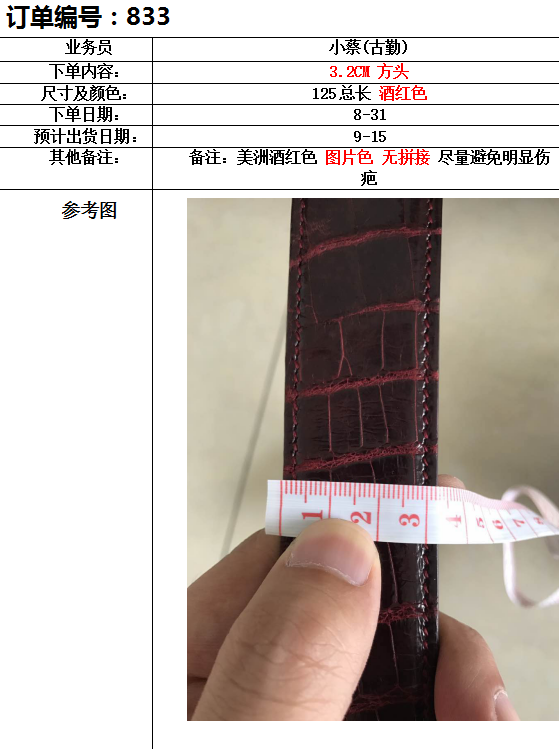 订单编号：833
业务员 小蔡(古勤)
下单内容： 3.2CM 方头
尺寸及颜色： 125总长 酒红色
下单日期： 8-31
预计出货日期： 9-15
其他备注： 备注：美洲酒红色 图片色 无拼接 尽量避免明显伤
疤
参考图
1 2 3 4 5 6 7 8